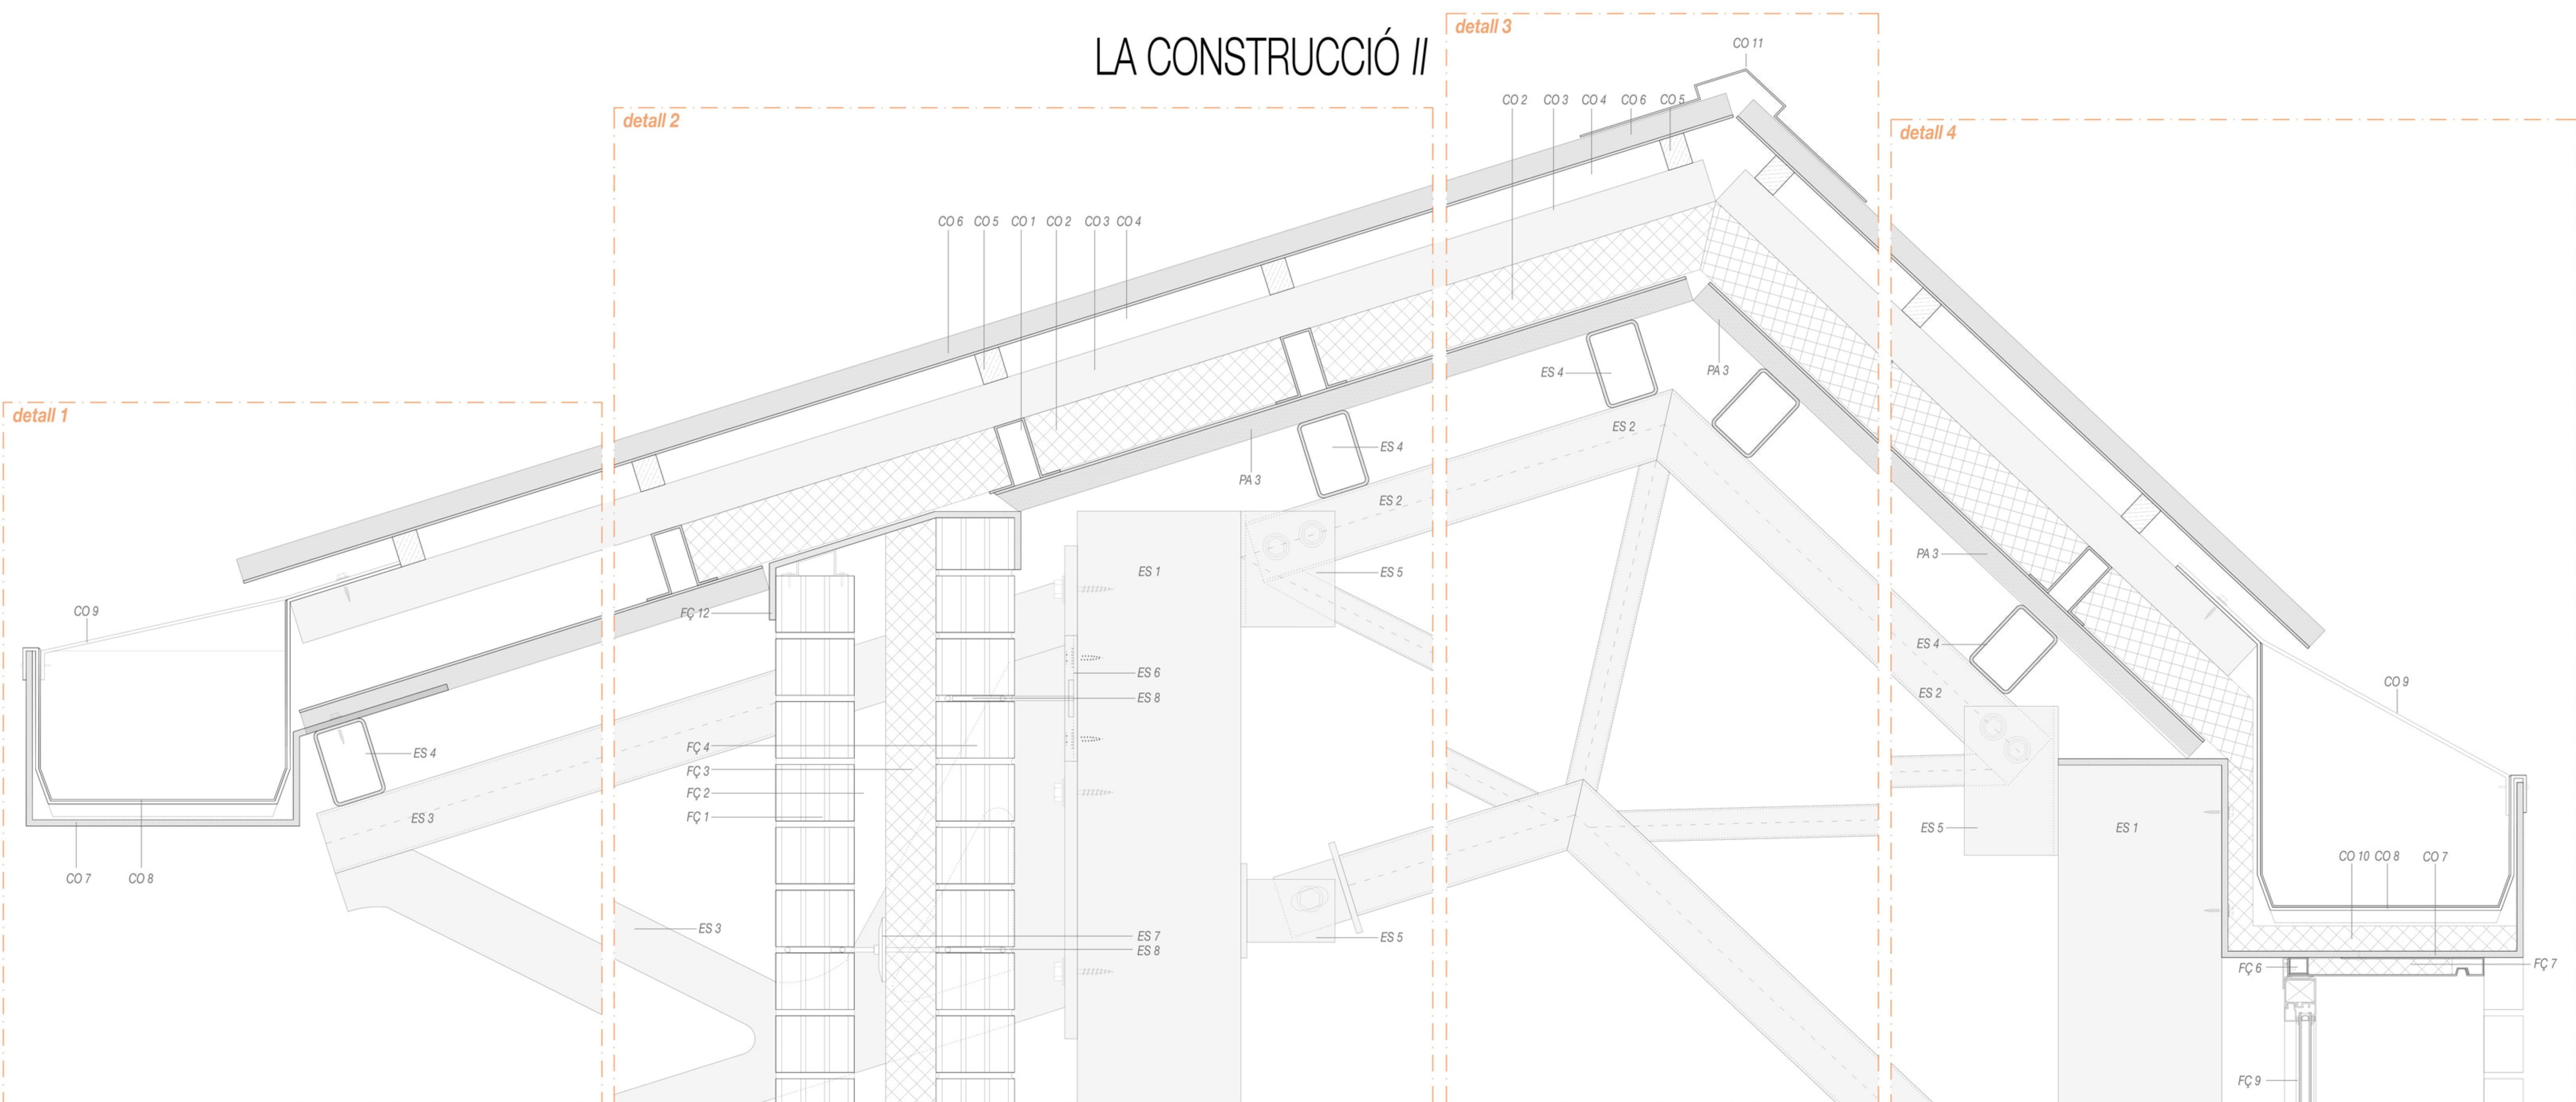 LA CONSTRUCCIÓ II
detall 1
CO 9
ES 4
ES 3
CO 7 CO 8
detall 2
CO 6 CO 5 CO 1 CO 2 CO 3 CO 4
ES 4
PA 3
ES 2
ES 1
ES 5
FÇ 12
ES 6
ES 8
FÇ 4
FÇ 3
FÇ 2
FÇ 1
ES 3
ES 7
ES 8
ES 5
detall 3
CO 11
CO 2 CO 3 CO 4 CO 6 CO 5
ES 4
PA 3
ES 2
detall 4
PA 3
ES 4
ES 2
CO 9
ES 5
ES 1
CO 10 CO 8 CO 7
FÇ 6
FÇ 7
FÇ 9